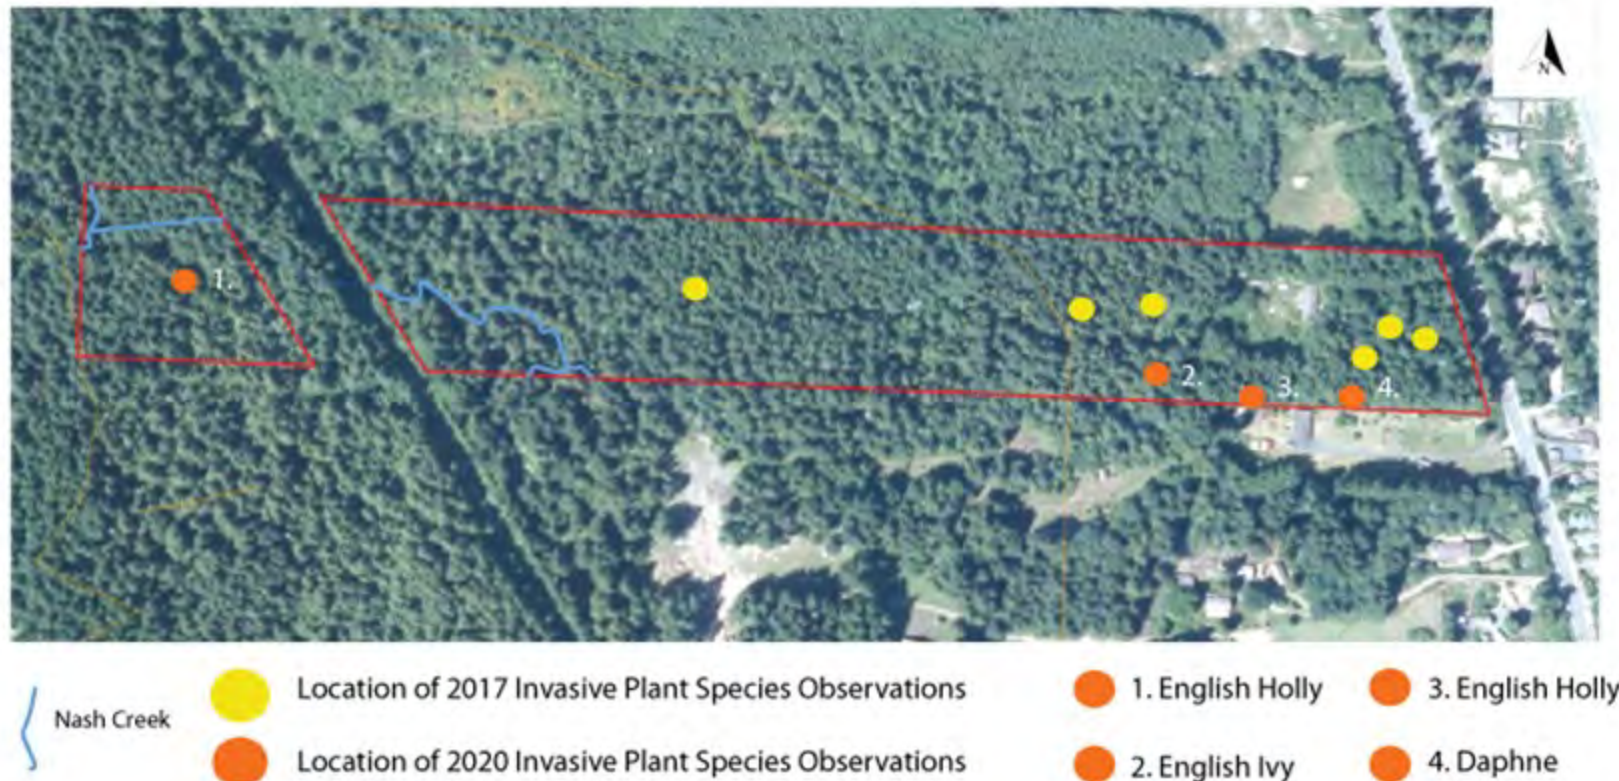 N
1.
2.
3.
4.
Nash Creek
Location of 2017 Invasive Plant Species Observations
Location of 2020 Invasive Plant Species Observations
1. English Holly
3. English Holly
2. English Ivy
4. Daphne